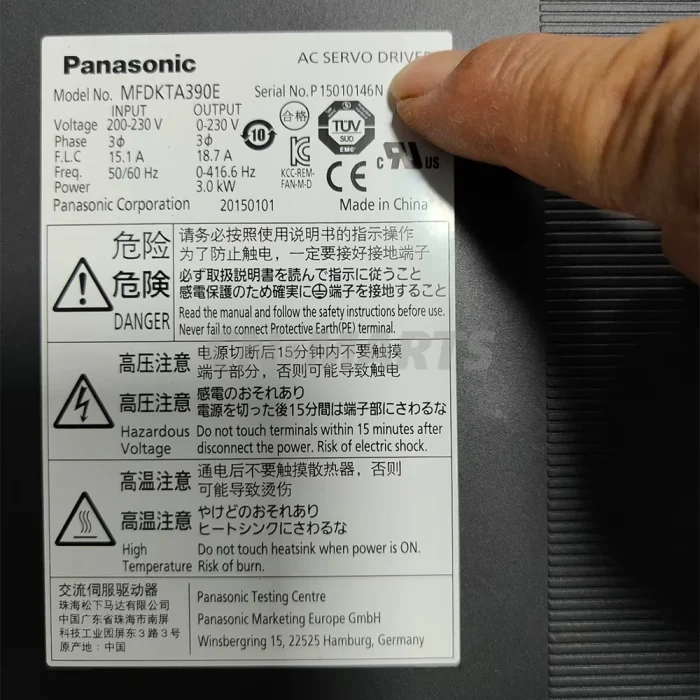 Panasonic AC SERVO DRIVE
Model No. MFDKTA390E Serial No. P15010146N
INPUT OUTPUT
Voltage 200-230 V 0-230 V
Phase 3ϕ 3ϕ
F.L.C 15.1 A 18.7 A
Freq. 50/60 Hz 0-416.6 Hz
Power 3.0 kW
10
合格
TÜV
SUD
EMC
KC
KCC-REM-
FAN-M-D
CE
c RU US
Panasonic Corporation 20150101 Made in China
危险 请务必按照使用说明书的指示操作
为了防止触电，一定要接好接地端子
危険 必ず取扱説明書を読んで指示に従うこと
感電保護のため確実に⏚端子を接地すること
DANGER Read the manual and follow the safety instructions before use.
Never fail to connect Protective Earth(PE) terminal.
高压注意 电源切断后15分钟内不要触摸
端子部分，否则可能导致触电
高圧注意 感電のおそれあり
電源を切った後15分間は端子部にさわるな
Hazardous Do not touch terminals within 15 minutes after
Voltage disconnect the power. Risk of electric shock.
高温注意 通电后不要触摸散热器，否则
可能导致烫伤
高温注意 やけどのおそれあり
ヒートシンクにさわるな
High Do not touch heatsink when power is ON.
Temperature Risk of burn.
交流伺服驱动器
珠海松下马达有限公司
中国广东省珠海市南屏
科技工业园屏东３路３号
原产地：中国
Panasonic Testing Centre
Panasonic Marketing Europe GmbH
Winsbergring 15, 22525 Hamburg, Germany